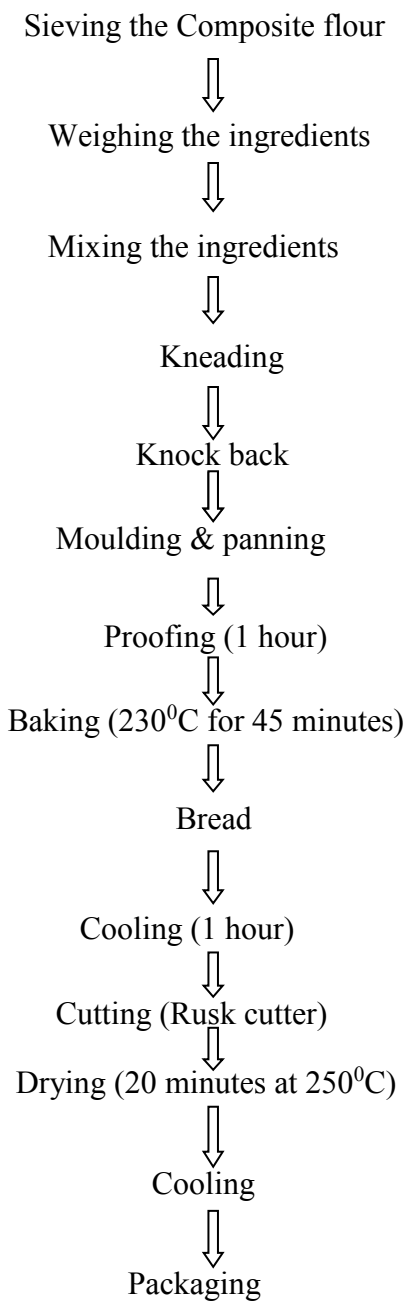 Sieving the Composite flour
Weighing the ingredients
Mixing the ingredients
Kneading
Knock back
Moulding & panning
Proofing (1 hour)
Baking (230⁰C for 45 minutes)
Bread
Cooling (1 hour)
Cutting (Rusk cutter)
Drying (20 minutes at 250⁰C)
Cooling
Packaging